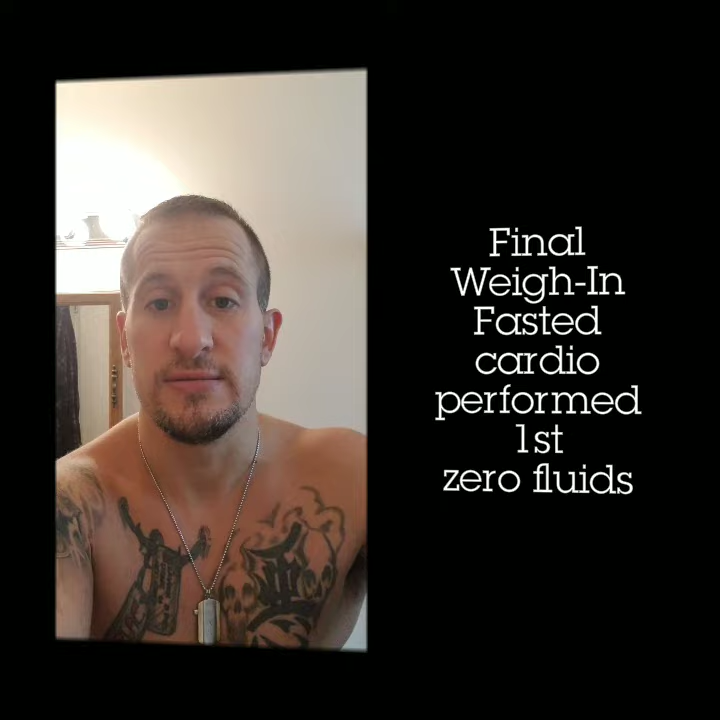 Final
Weigh-In
Fasted
cardio
performed
1st
zero fluids